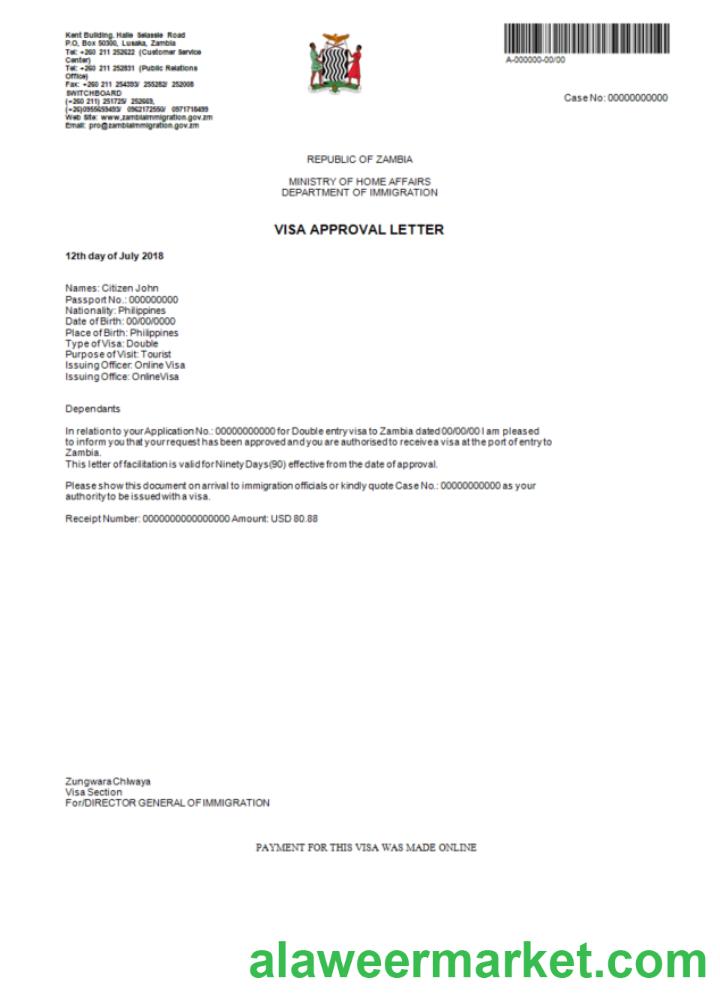 Kent Building, Haile Selassie Road
P.O, Box 50300, Lusaka, Zambia
Tel: +260 211 252622 (Customer Service
Center)
Tel: +260 211 252831 (Public Relations
Office)
Fax: +260 211 254393/ 255262/ 252008
SWITCHBOARD
(+260 211) 251725/ 252669,
(+26)0955659493/ 0962172550/ 0971718499
Web Site: www.zambiaimmigration.gov.zm
Email: pro@zambiaimmigration.gov.zm
A-000000-00/00
Case No: 00000000000
REPUBLIC OF ZAMBIA
MINISTRY OF HOME AFFAIRS
DEPARTMENT OF IMMIGRATION
VISA APPROVAL LETTER
12th day of July 2018
Names: Citizen John
Passport No.: 000000000
Nationality: Philippines
Date of Birth: 00/00/0000
Place of Birth: Philippines
Type of Visa: Double
Purpose of Visit: Tourist
Issuing Officer: Online Visa
Issuing Office: OnlineVisa
Dependants
In relation to your Application No.: 00000000000 for Double entry visa to Zambia dated 00/00/00 I am pleased
to inform you that your request has been approved and you are authorised to receive a visa at the port of entry to
Zambia.
This letter of facilitation is valid for Ninety Days(90) effective from the date of approval.
Please show this document on arrival to immigration officials or kindly quote Case No.: 00000000000 as your
authority to be issued with a visa.
Receipt Number: 0000000000000000 Amount: USD 80.88
Zungwara Chiwaya
Visa Section
For/DIRECTOR GENERAL OF IMMIGRATION
PAYMENT FOR THIS VISA WAS MADE ONLINE
alaweermarket.com